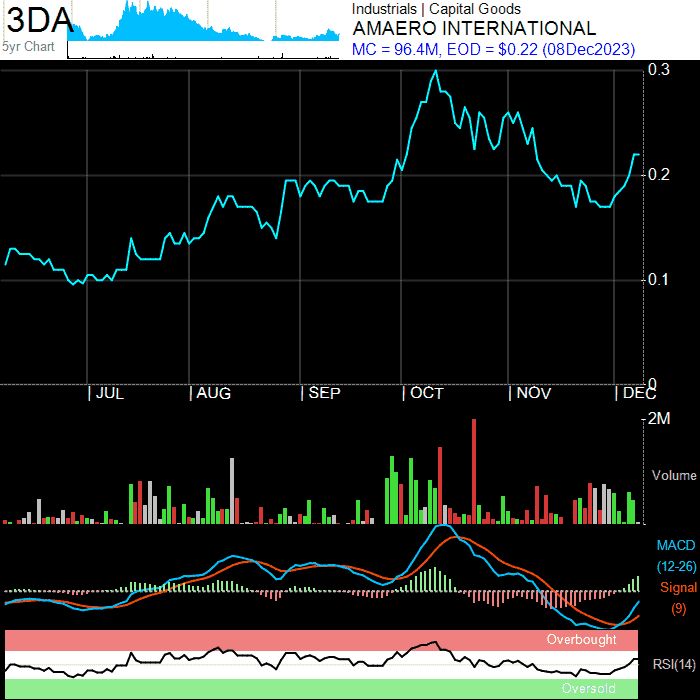 3DA
5yr Chart
Industrials | Capital Goods
AMAERO INTERNATIONAL
MC = 96.4M, EOD = $0.22 (08Dec2023)
0.3
0.2
0.1
0
| JUL | AUG | SEP | OCT | NOV | DEC
2M
Volume
MACD
(12-26)
Signal
(9)
Overbought
RSI(14)
Oversold